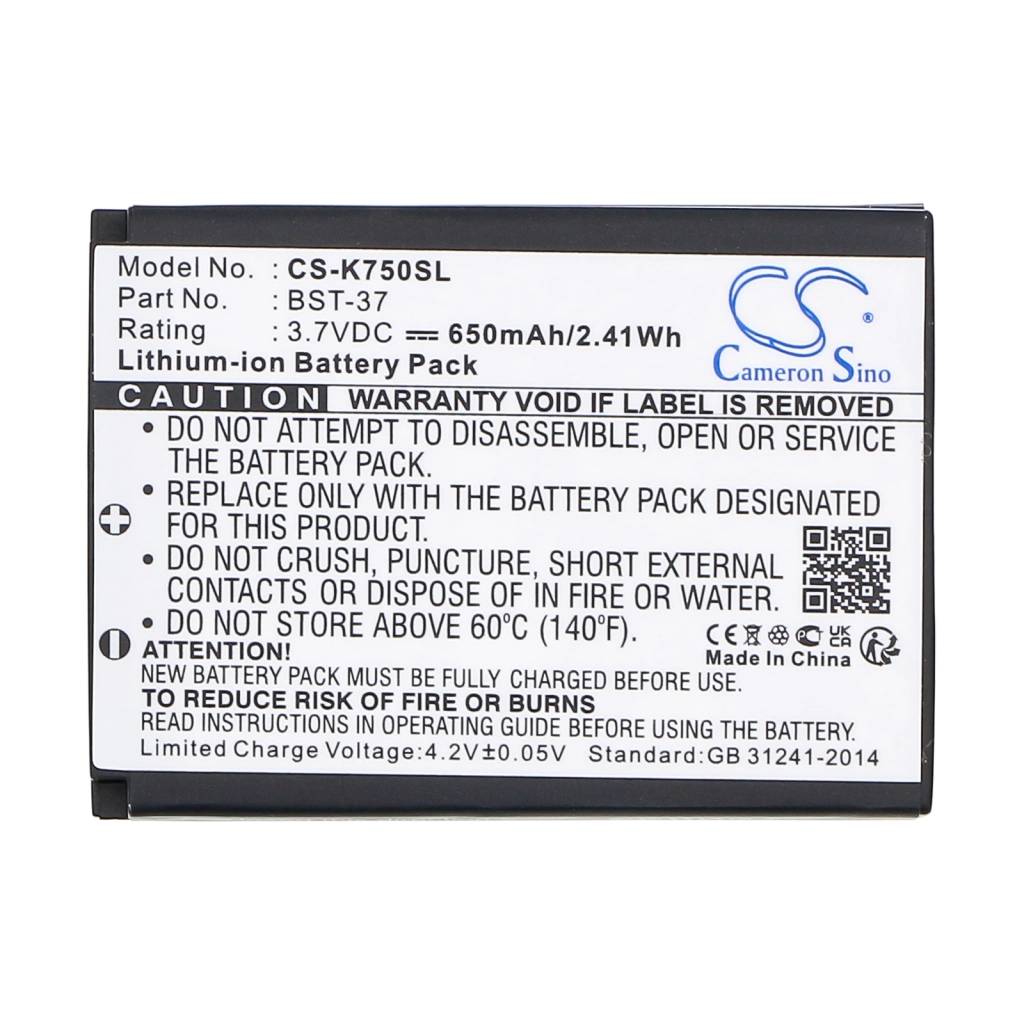 Model No. : CS-K750SL
Part No. : BST-37
Rating : 3.7VDC 650mAh/2.41Wh
Lithium-ion Battery Pack
CS ®
Cameron Sino
CAUTION WARRANTY VOID IF LABEL IS REMOVED
• DO NOT ATTEMPT TO DISASSEMBLE, OPEN OR SERVICE
THE BATTERY PACK.
• REPLACE ONLY WITH THE BATTERY PACK DESIGNATED
FOR THIS PRODUCT.
• DO NOT CRUSH, PUNCTURE, SHORT EXTERNAL
CONTACTS OR DISPOSE OF IN FIRE OR WATER.
• DO NOT STORE ABOVE 60°C (140°F).
CE UK CA
Made In China
ATTENTION!
NEW BATTERY PACK MUST BE FULLY CHARGED BEFORE USE.
TO REDUCE RISK OF FIRE OR BURNS
READ INSTRUCTIONS IN OPERATING GUIDE BEFORE USING THE BATTERY.
Limited Charge Voltage:4.2V±0.05V Standard:GB 31241-2014